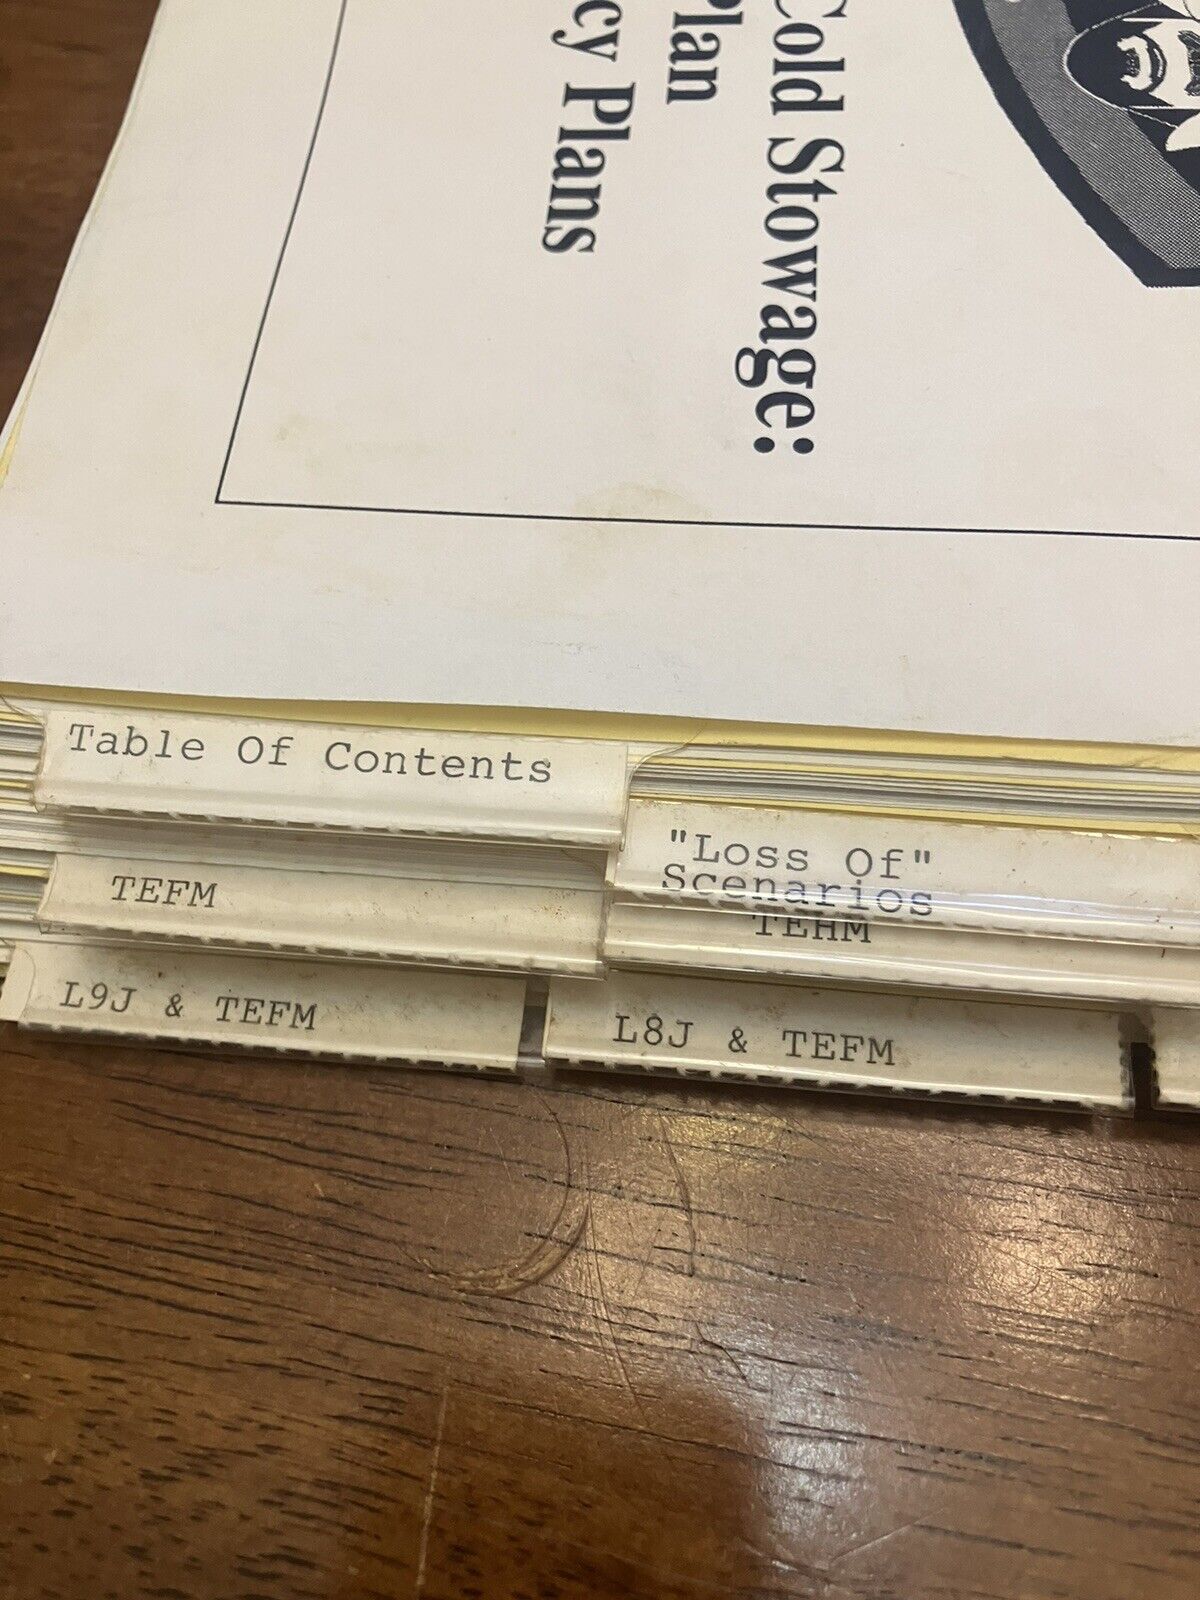 Cold Stowage:
Plan
cy Plans
Table Of Contents
"Loss Of"
Scenarios
TEFM
TEHM
L9J & TEFM
L8J & TEFM